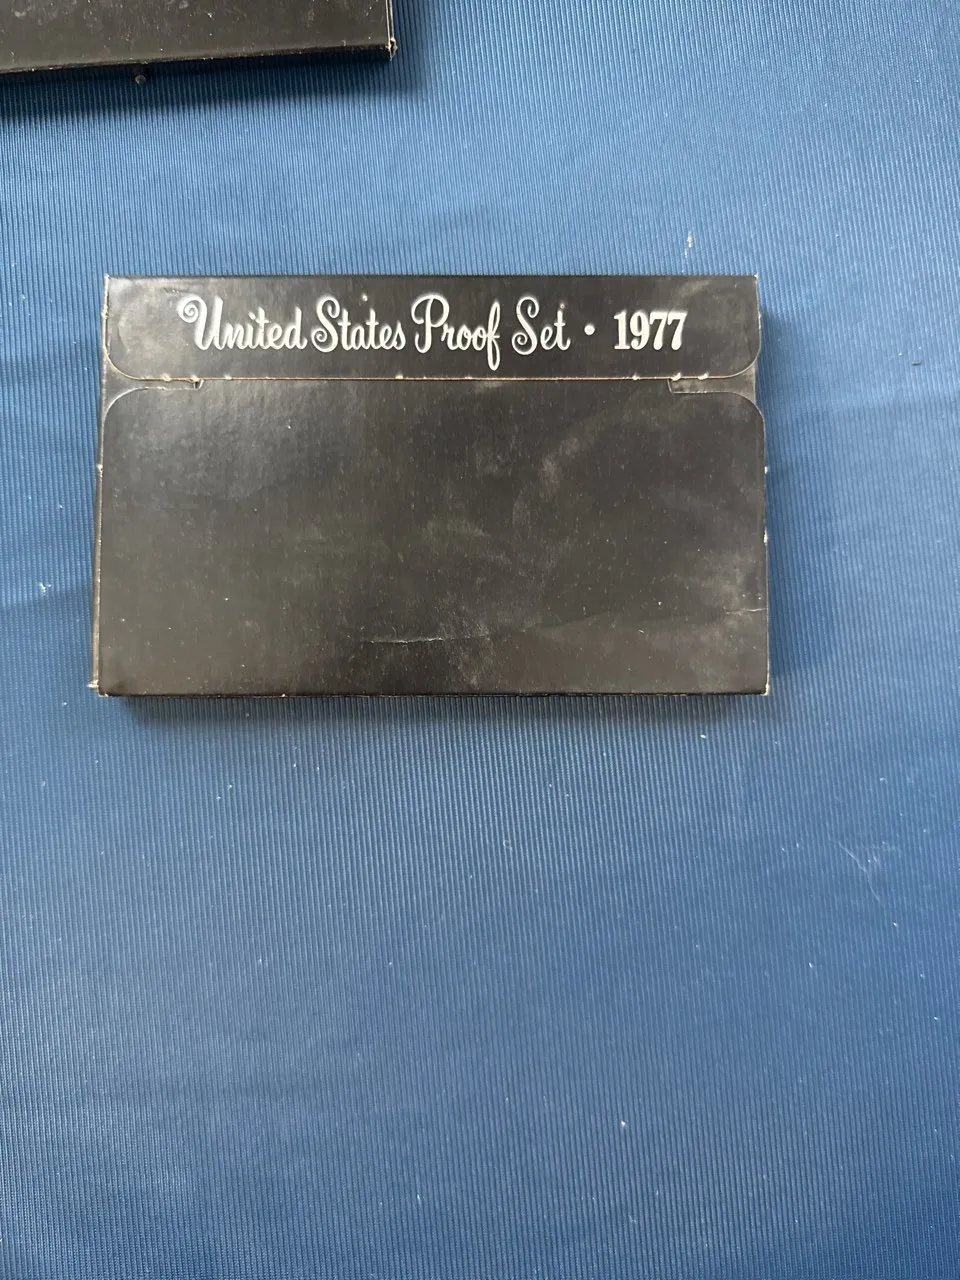 United States Proof Set • 1977